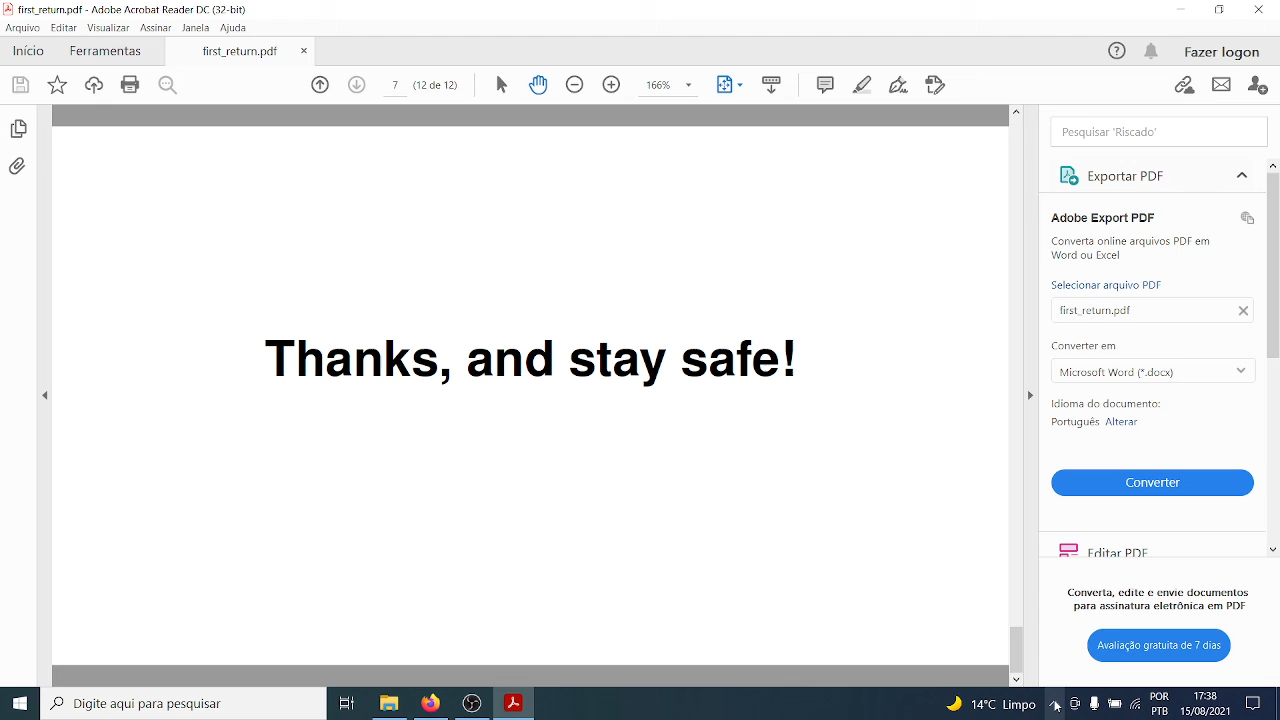 first_return.pdf - Adobe Acrobat Reader DC (32-bit)
Arquivo Editar Visualizar Assinar Janela Ajuda
Início Ferramentas first_return.pdf Fazer logon
7 (12 de 12) 166%
Pesquisar 'Riscado'
Exportar PDF
Adobe Export PDF
Converta online arquivos PDF em
Word ou Excel
Selecionar arquivo PDF
first_return.pdf
Converter em
Microsoft Word (*.docx)
Idioma do documento:
Português Alterar
Converter
Editar PDF
Converta, edite e envie documentos
para assinatura eletrônica em PDF
Avaliação gratuita de 7 dias
Thanks, and stay safe!
Digite aqui para pesquisar
14°C Limpo
POR
PTB
17:38
15/08/2021